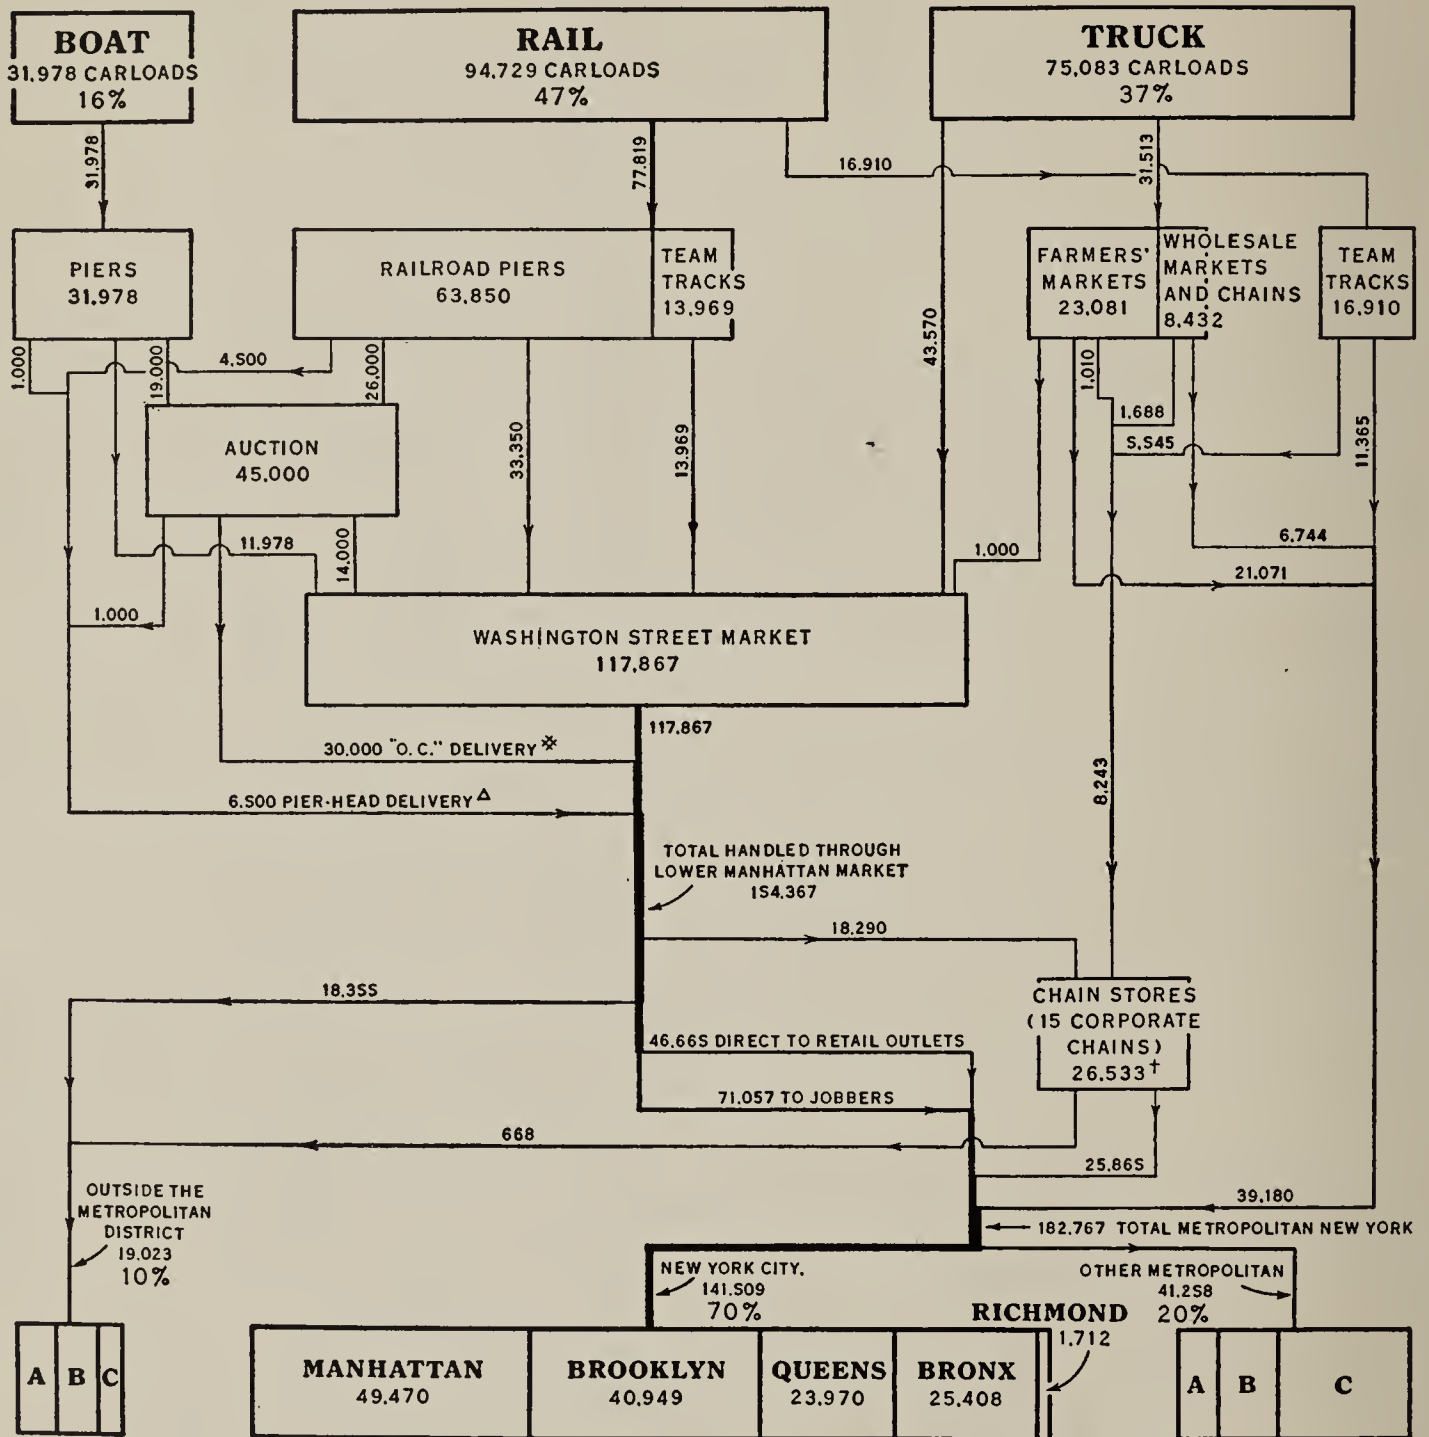 BOAT
31.978 CARLOADS
16%
RAIL
94.729 CARLOADS
47%
TRUCK
75.083 CARLOADS
37%
31.978
77.819
16.910
31.513
PIERS
31.978
RAILROAD PIERS
63.850
TEAM
TRACKS
13.969
43.570
FARMERS'
MARKETS
23.081
WHOLESALE
MARKETS
AND CHAINS
8.432
TEAM
TRACKS
16.910
1.000
19.000
4.500
26.000
1.010
1.688
5.545
11.365
AUCTION
45.000
33.350
13.969
11.978
14.000
1.000
6.744
21.071
1.000
WASHINGTON STREET MARKET
117.867
117.867
30.000 "O.C." DELIVERY ※
6.500 PIER-HEAD DELIVERY △
8.243
TOTAL HANDLED THROUGH
LOWER MANHATTAN MARKET
154.367
18.290
18.355
CHAIN STORES
(15 CORPORATE
CHAINS)
26.533†
46.665 DIRECT TO RETAIL OUTLETS
71.057 TO JOBBERS
668
25.865
39.180
OUTSIDE THE
METROPOLITAN
DISTRICT
19.023
10%
182.767 TOTAL METROPOLITAN NEW YORK
NEW YORK CITY.
141.509
70%
OTHER METROPOLITAN
41.258
20%
RICHMOND
1.712
A B C
MANHATTAN
49.470
BROOKLYN
40.949
QUEENS
23.970
BRONX
25.408
A B C